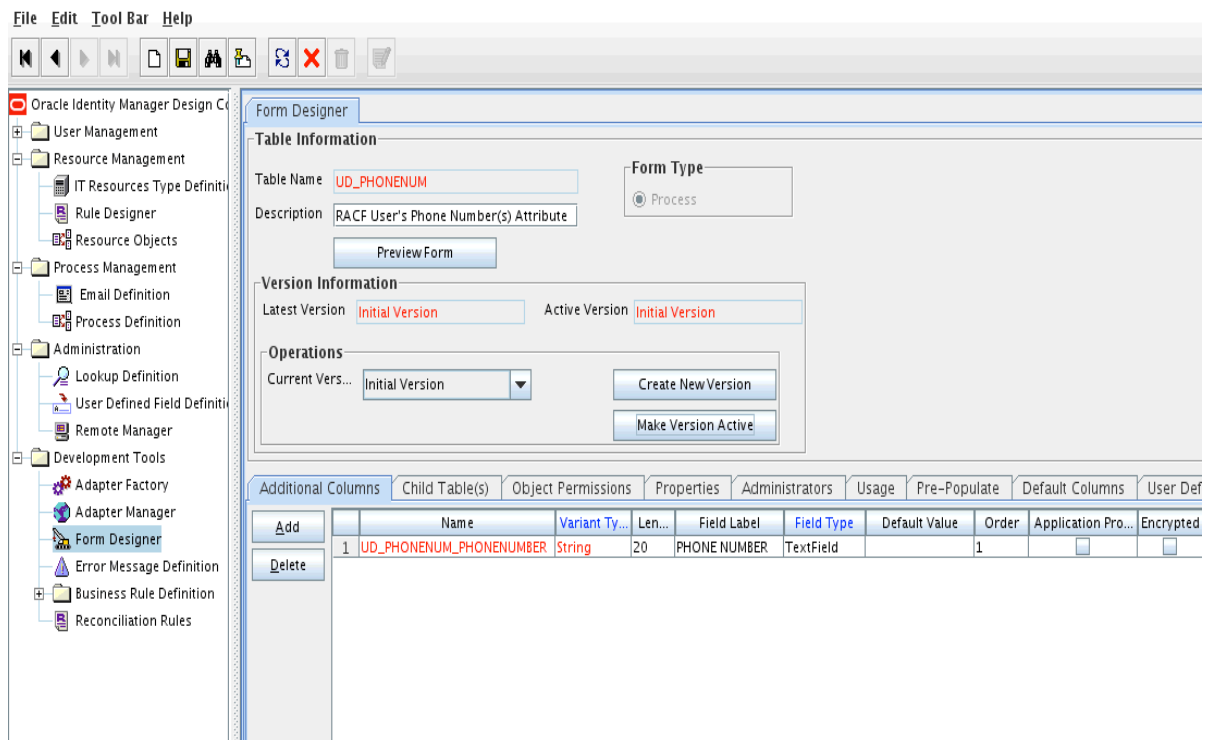 File Edit Tool Bar Help
Oracle Identity Manager Design Co
User Management
Resource Management
IT Resources Type Definiti
Rule Designer
Resource Objects
Process Management
Email Definition
Process Definition
Administration
Lookup Definition
User Defined Field Definiti
Remote Manager
Development Tools
Adapter Factory
Adapter Manager
Form Designer
Error Message Definition
Business Rule Definition
Reconciliation Rules
Form Designer
Table Information
Table Name UD_PHONENUM
Description RACF User's Phone Number(s) Attribute
Preview Form
Form Type
Process
Version Information
Latest Version Initial Version Active Version Initial Version
Operations
Current Vers... Initial Version Create New Version
Make Version Active
Additional Columns Child Table(s) Object Permissions Properties Administrators Usage Pre-Populate Default Columns User Def
Add
Delete
Name Variant Ty... Len... Field Label Field Type Default Value Order Application Pro... Encrypted
1 UD_PHONENUM_PHONENUMBER String 20 PHONE NUMBER TextField 1